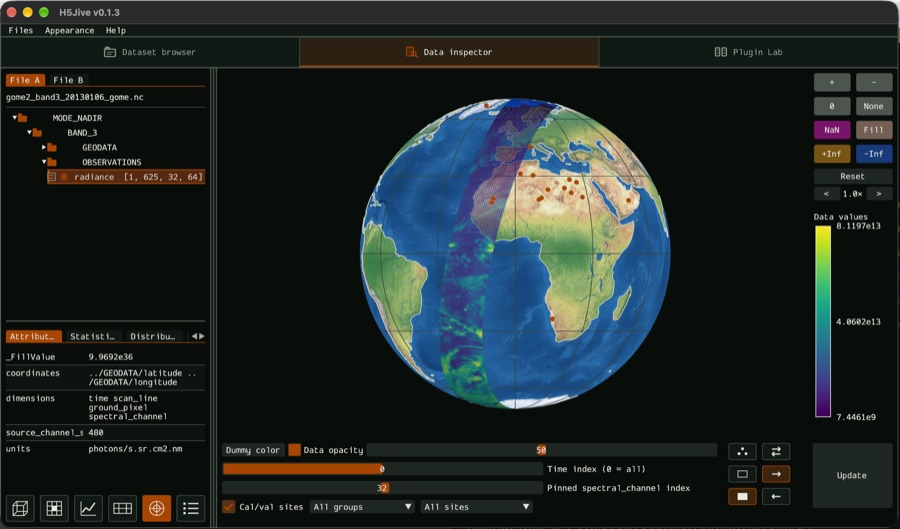 H5Jive v0.1.3
Files Appearance Help
Dataset browser
Data inspector
Plugin Lab
File A File B
gome2_band3_20130106_gome.nc
MODE_NADIR
BAND_3
GEODATA
OBSERVATIONS
radiance [1, 625, 32, 64]
Attribut… Statisti… Distribu…
_FillValue 9.9692e36
coordinates ../GEODATA/latitude ..
/GEODATA/longitude
dimensions time scan_line
ground_pixel
spectral_channel
source_channel_s 480
units photons/s.sr.cm2.nm
+ -
0 None
NaN Fill
+Inf -Inf
Reset
< 1.0× >
Data values
8.1197e13
4.0602e13
7.4461e9
Dummy color Data opacity 50
0 Time index (0 = all)
32 Pinned spectral_channel index
Cal/val sites All groups All sites
Update